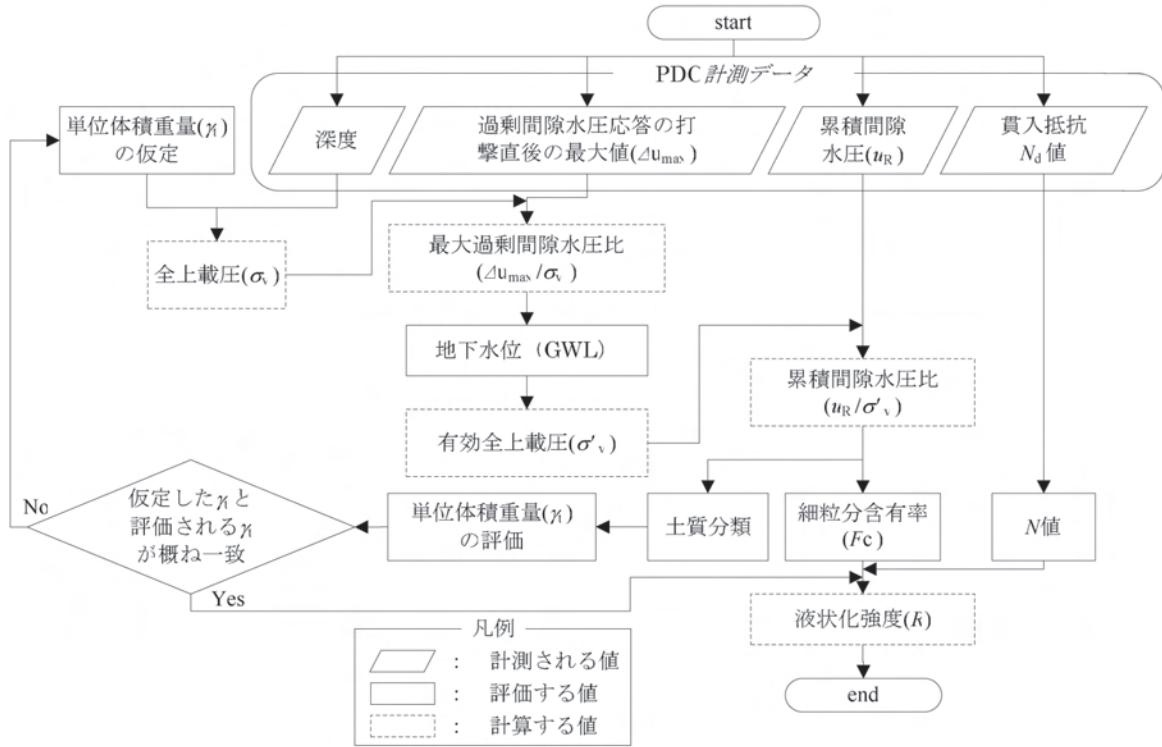 start
PDC計測データ
単位体積重量(γt)
の仮定
深度
過剰間隙水圧応答の打
撃直後の最大値(Δumax)
累積間隙
水圧(uR)
貫入抵抗
Nd値
全上載圧(σv)
最大過剰間隙水圧比
(Δumax/σv)
地下水位（GWL）
累積間隙水圧比
(uR/σ'v)
有効全上載圧(σ'v)
No
仮定したγtと
評価されるγt
が概ね一致
単位体積重量(γt)
の評価
土質分類
細粒分含有率
(Fc)
N値
Yes
液状化強度(R)
凡例
： 計測される値
： 評価する値
： 計算する値
end